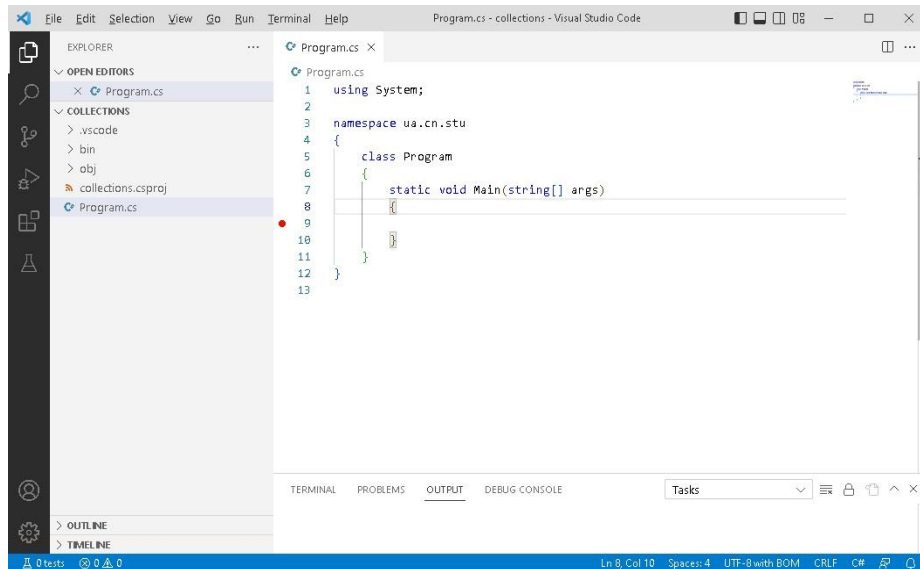 File Edit Selection View Go Run Terminal Help Program.cs - collections - Visual Studio Code
EXPLORER
OPEN EDITORS
Program.cs
COLLECTIONS
.vscode
bin
obj
collections.csproj
Program.cs
OUTLINE
TIMELINE
Program.cs
Program.cs
1 using System;
2
3 namespace ua.cn.stu
4 {
5 class Program
6 {
7 static void Main(string[] args)
8 {
9
10 }
11 }
12 }
13
TERMINAL PROBLEMS OUTPUT DEBUG CONSOLE Tasks
0 tests 0 0 Ln 8, Col 10 Spaces: 4 UTF-8 with BOM CRLF C#